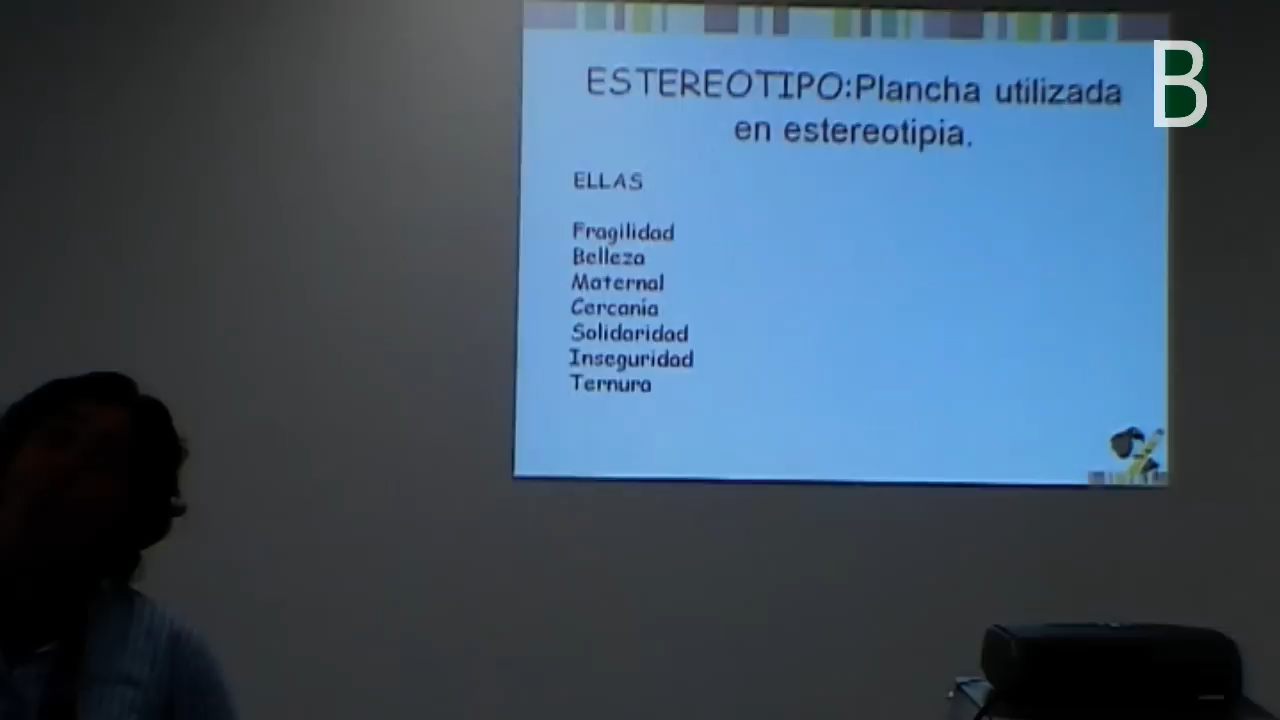 ESTEREOTIPO:Plancha utilizada
en estereotipia.
B
ELLAS
Fragilidad
Belleza
Maternal
Cercanía
Solidaridad
Inseguridad
Ternura